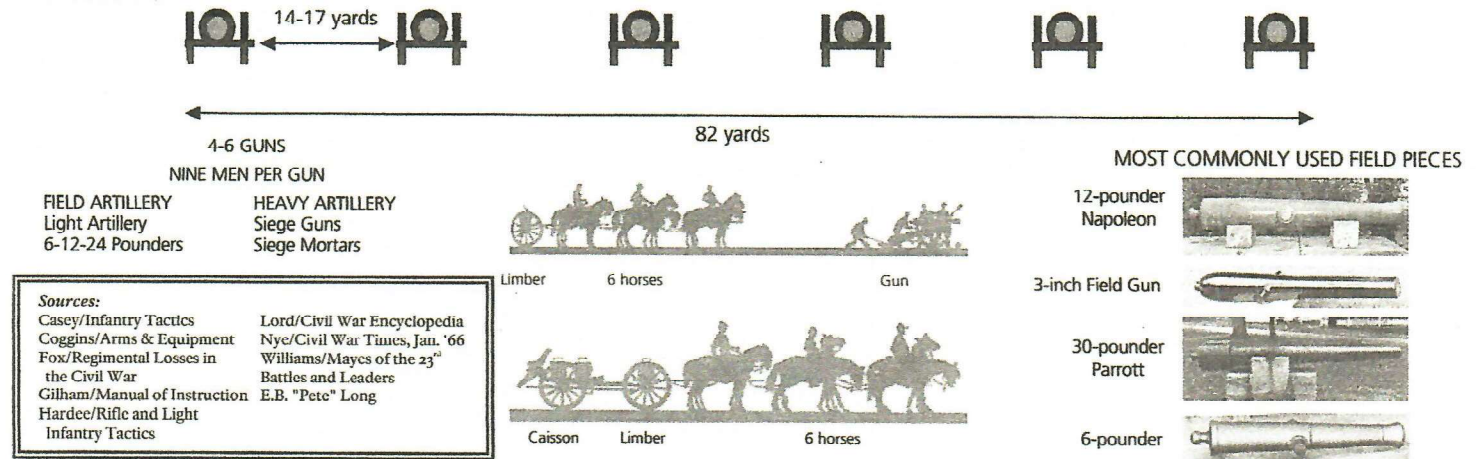 14-17 yards
82 yards
4-6 GUNS
NINE MEN PER GUN
FIELD ARTILLERY
Light Artillery
6-12-24 Pounders
HEAVY ARTILLERY
Siege Guns
Siege Mortars
Sources:
Casey/Infantry Tactics
Coggins/Arms & Equipment
Fox/Regimental Losses in
the Civil War
Gilham/Manual of Instruction
Hardee/Rifle and Light
Infantry Tactics
Lord/Civil War Encyclopedia
Nye/Civil War Times, Jan. '66
Williams/Mayes of the 23rd
Battles and Leaders
E.B. "Pete" Long
Limber 6 horses Gun
Caisson Limber 6 horses
MOST COMMONLY USED FIELD PIECES
12-pounder
Napoleon
3-inch Field Gun
30-pounder
Parrott
6-pounder